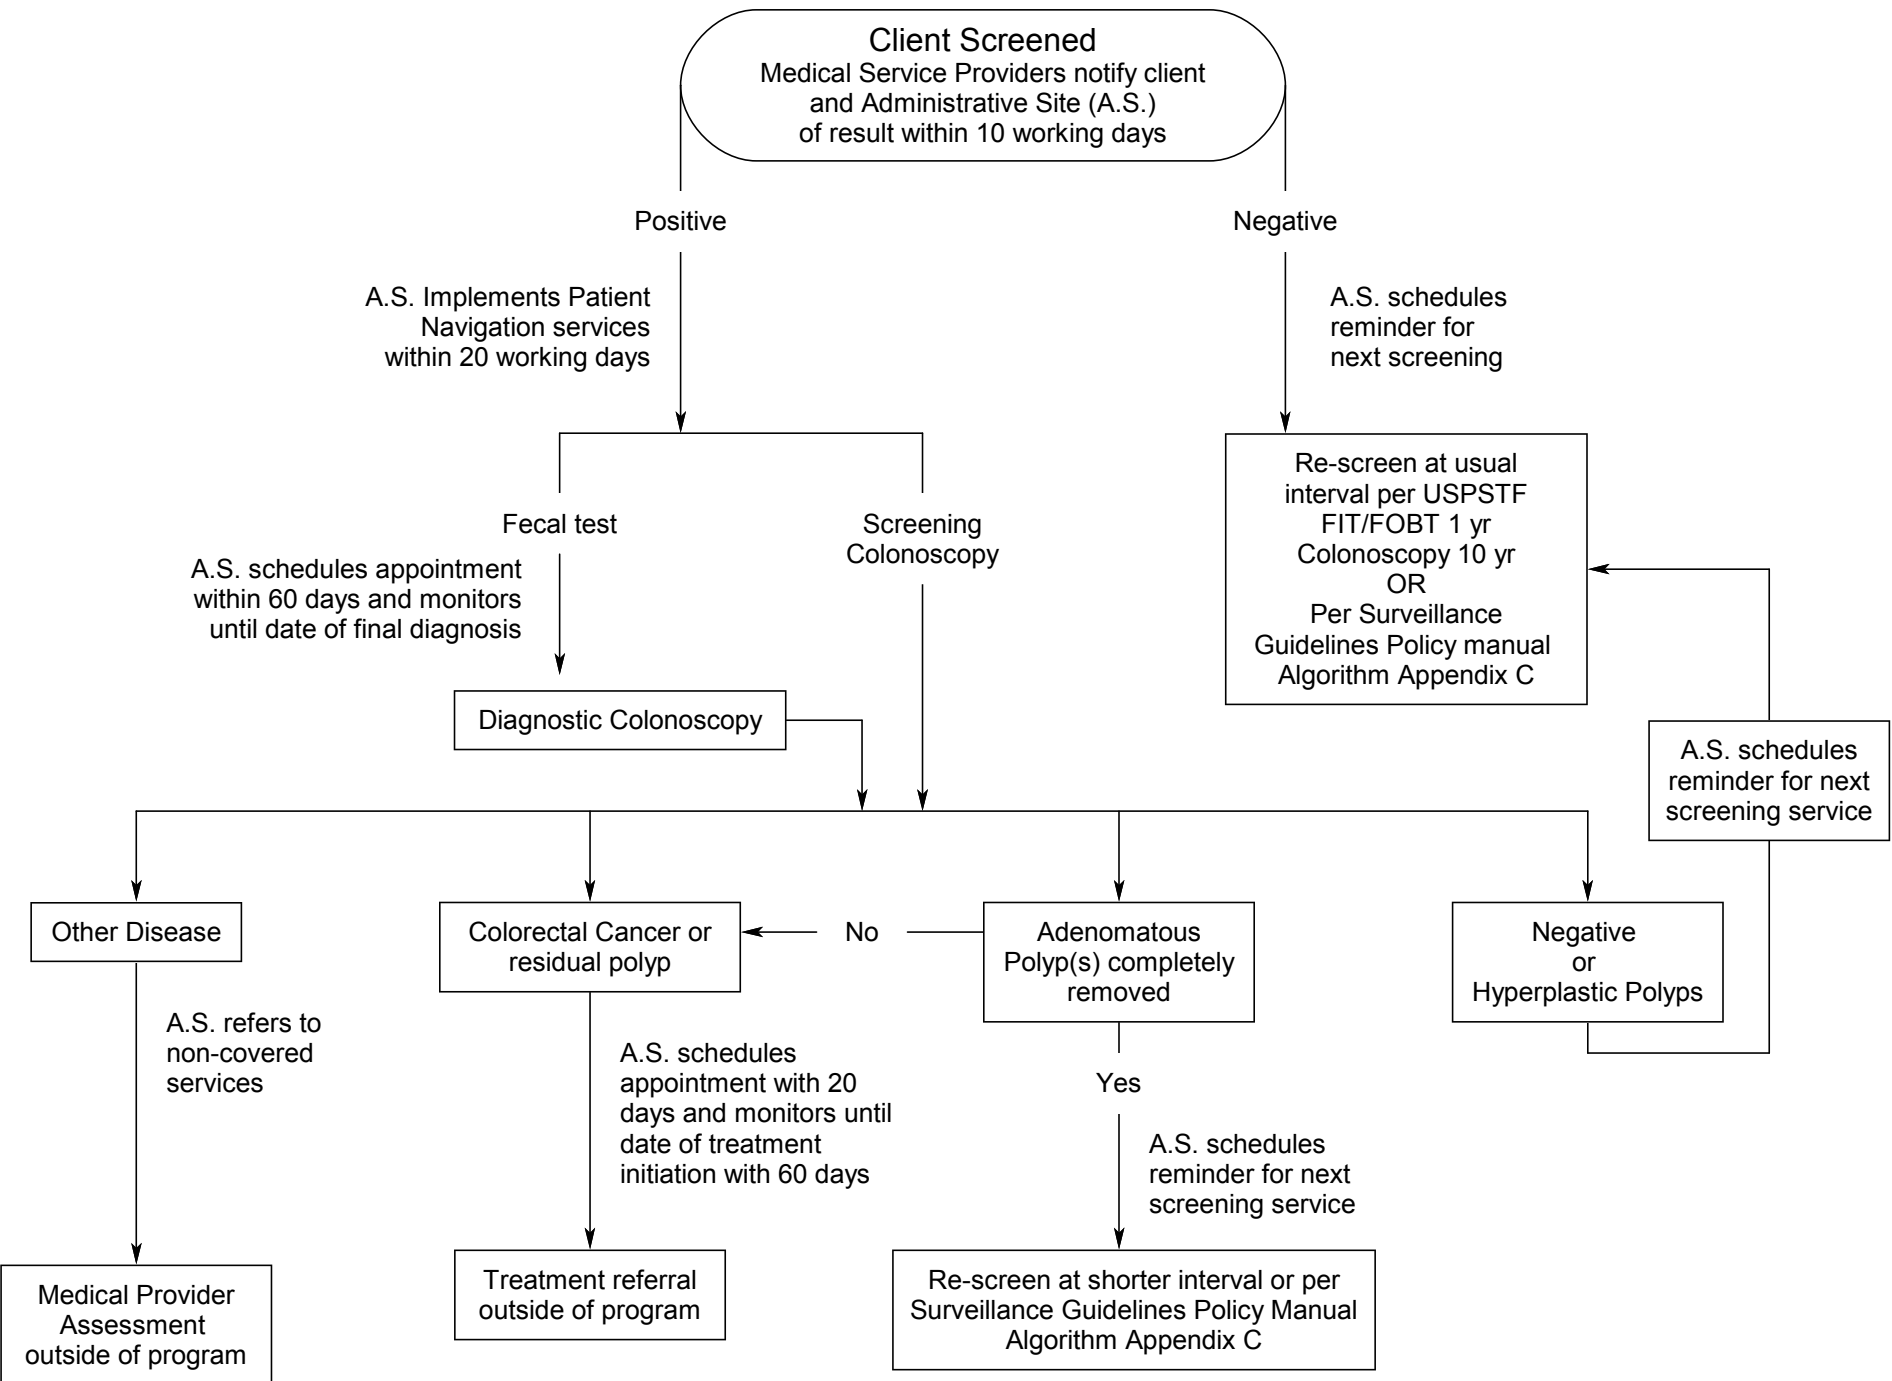 Client Screened
Medical Service Providers notify client
and Administrative Site (A.S.)
of result within 10 working days
Positive
Negative
A.S. Implements Patient
Navigation services
within 20 working days
A.S. schedules
reminder for
next screening
Fecal test
Screening
Colonoscopy
Re-screen at usual
interval per USPSTF
FIT/FOBT 1 yr
Colonoscopy 10 yr
OR
Per Surveillance
Guidelines Policy manual
Algorithm Appendix C
A.S. schedules appointment
within 60 days and monitors
until date of final diagnosis
Diagnostic Colonoscopy
A.S. schedules
reminder for next
screening service
Other Disease
Colorectal Cancer or
residual polyp
No
Adenomatous
Polyp(s) completely
removed
Negative
or
Hyperplastic Polyps
A.S. refers to
non-covered
services
A.S. schedules
appointment with 20
days and monitors until
date of treatment
initiation with 60 days
Yes
A.S. schedules
reminder for next
screening service
Medical Provider
Assessment
outside of program
Treatment referral
outside of program
Re-screen at shorter interval or per
Surveillance Guidelines Policy Manual
Algorithm Appendix C